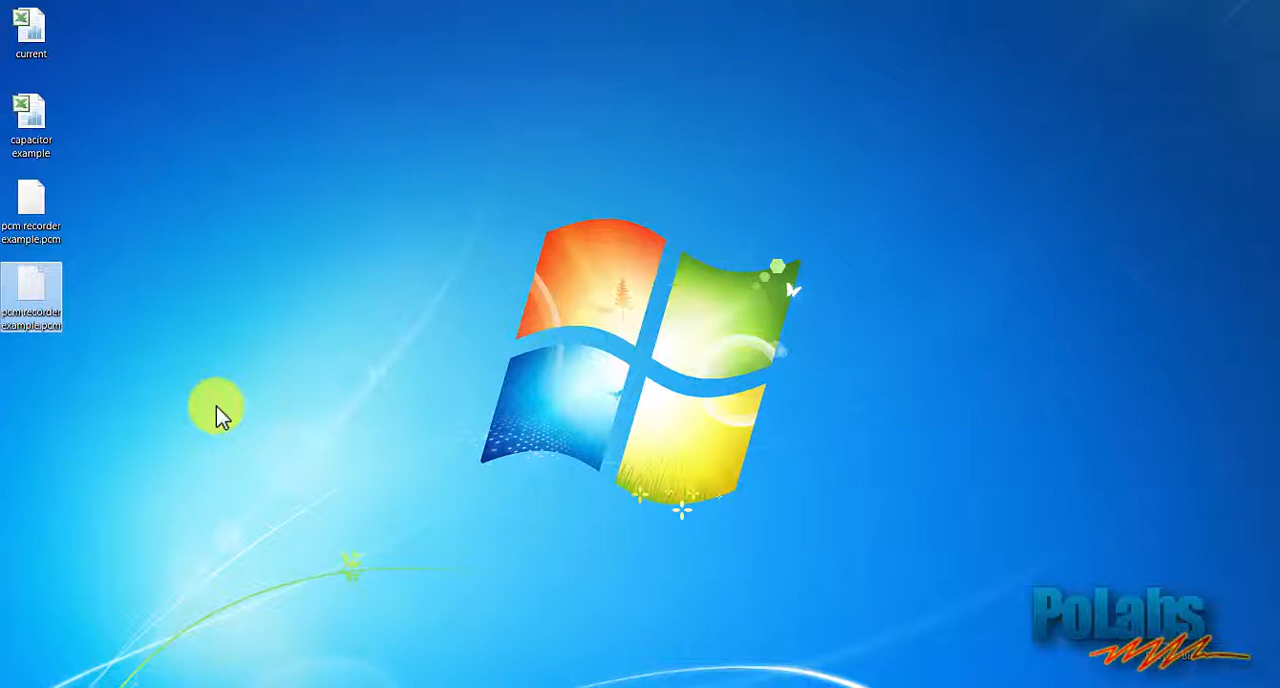 current
capacitor
example
pcm recorder
example.pcm
pcm recorder
example.pcm
PoLabs